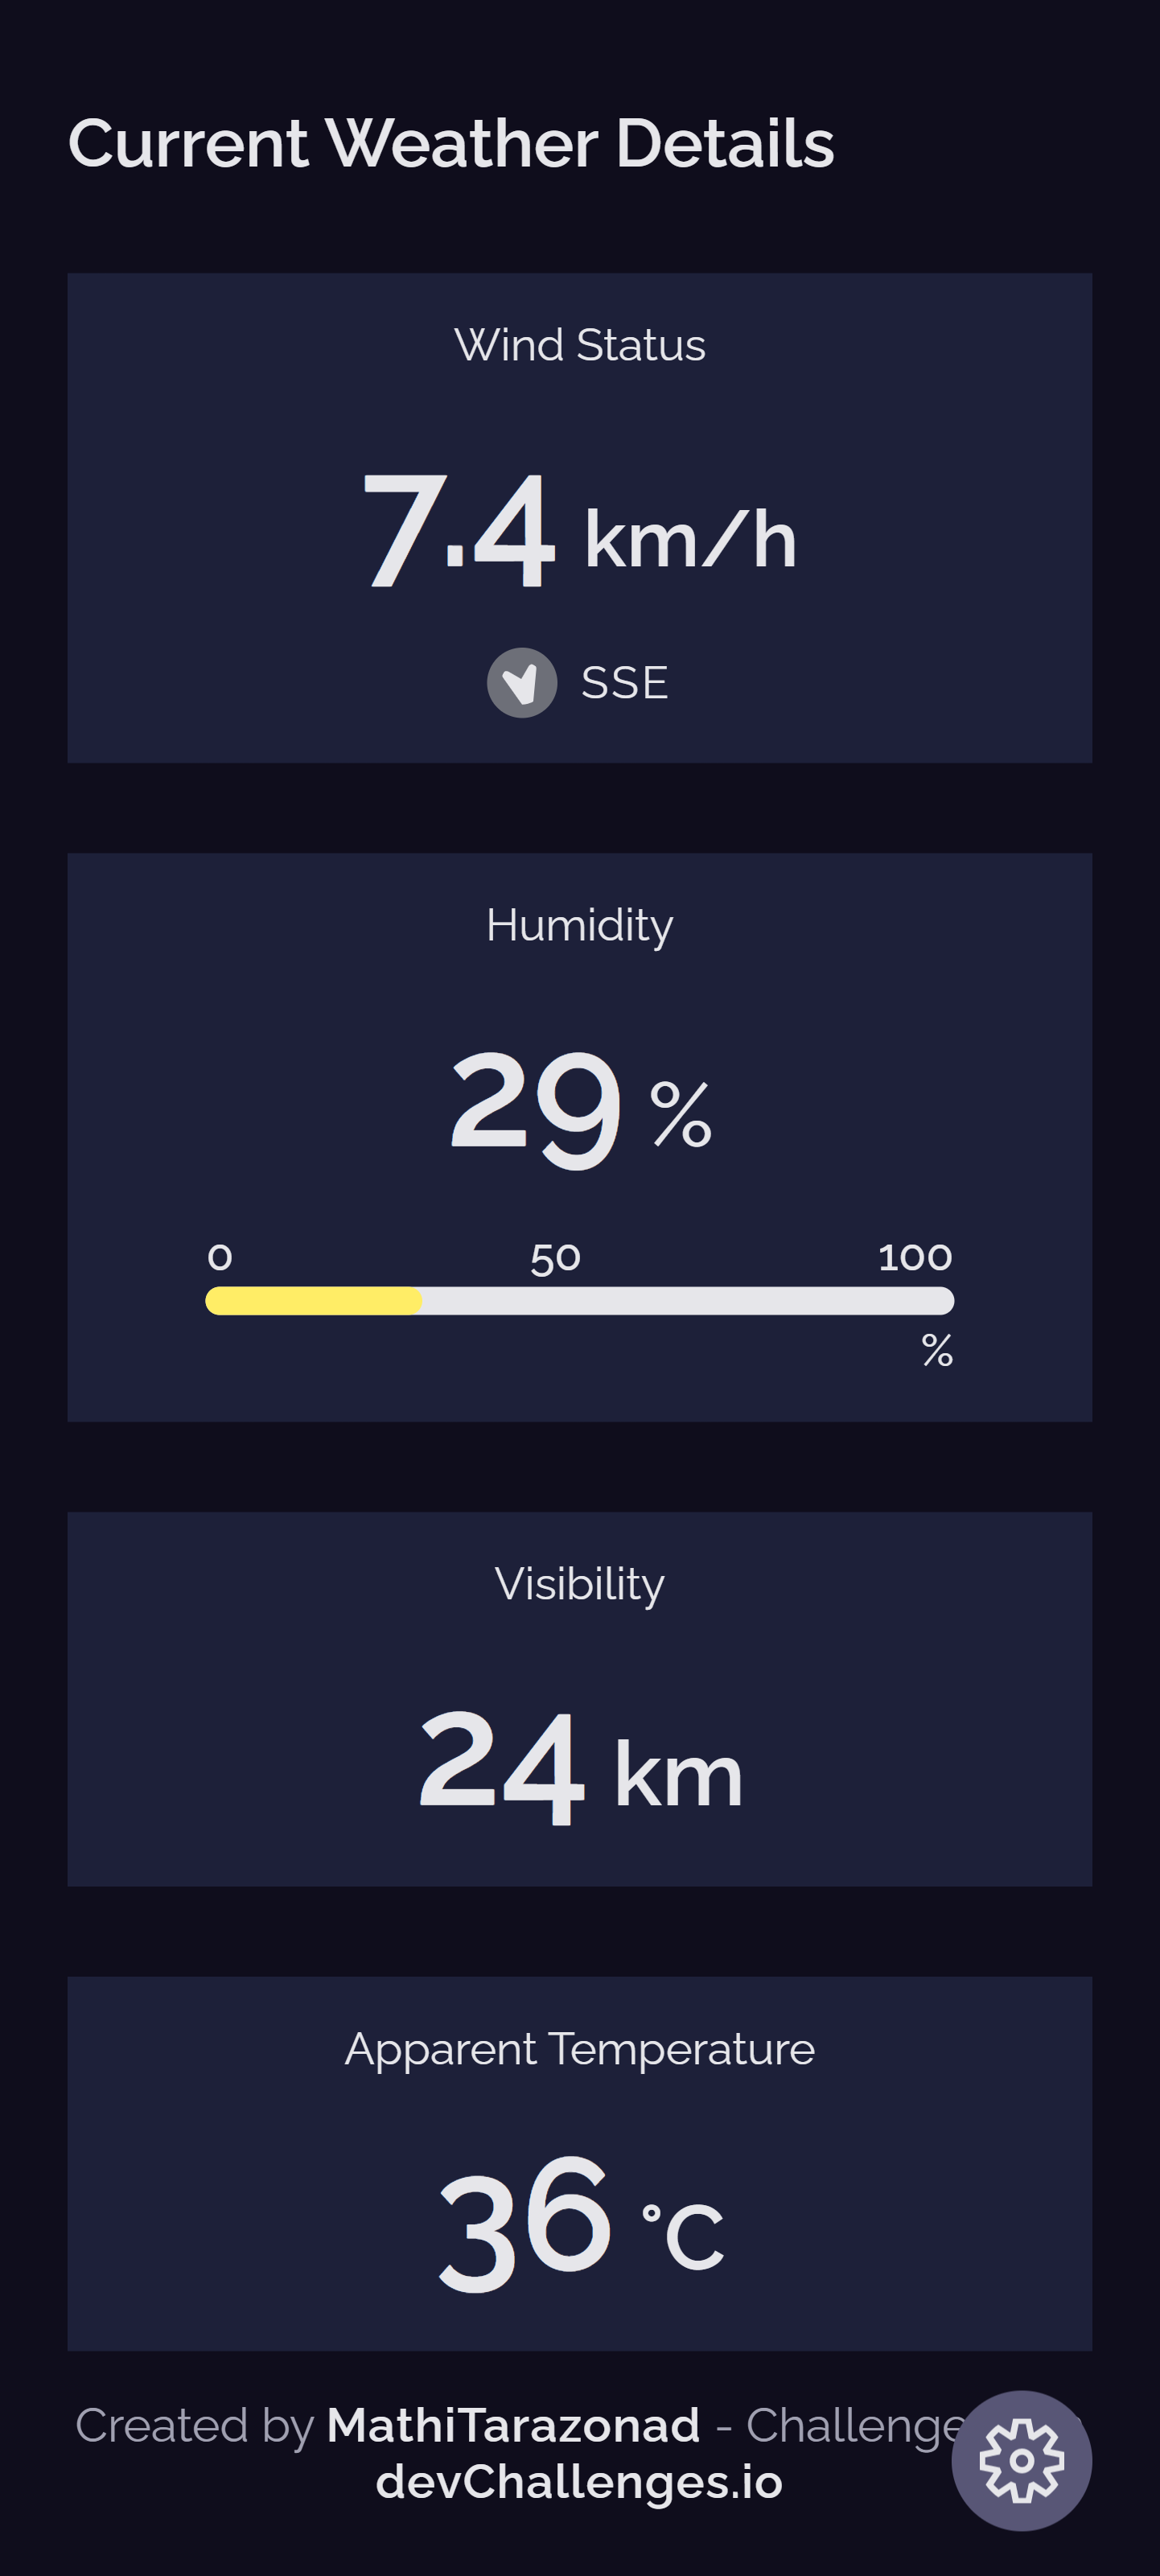 Current Weather Details
Wind Status
7.4 km/h
SSE
Humidity
29 %
0 50 100
%
Visibility
24 km
Apparent Temperature
36 °C
Created by MathiTarazonad - Challenge
devChallenges.io